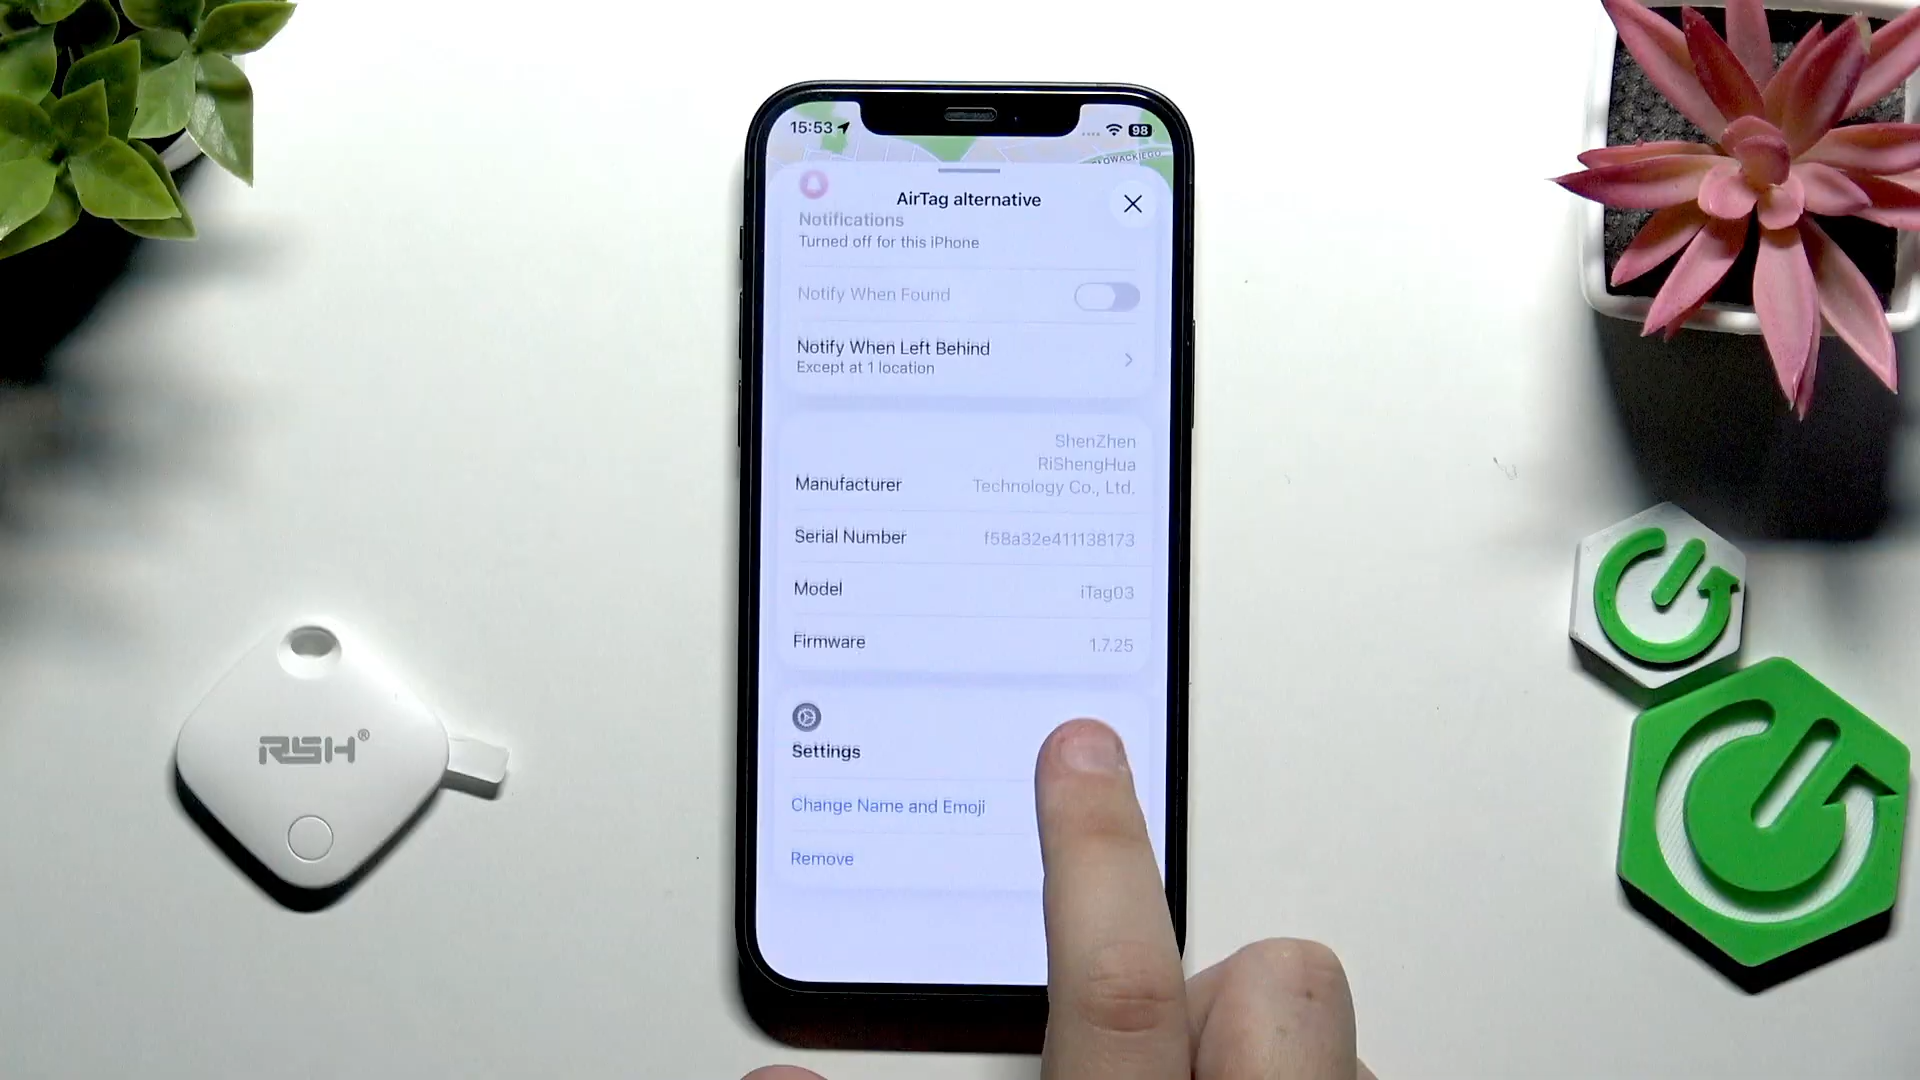 15:53
98
AirTag alternative
Notifications
Turned off for this iPhone
Notify When Found
Notify When Left Behind
Except at 1 location
Manufacturer
ShenZhen
RiShengHua
Technology Co., Ltd.
Serial Number f58a32e411138173
Model iTag03
Firmware 1.7.25
Settings
Change Name and Emoji
Remove
RSH®